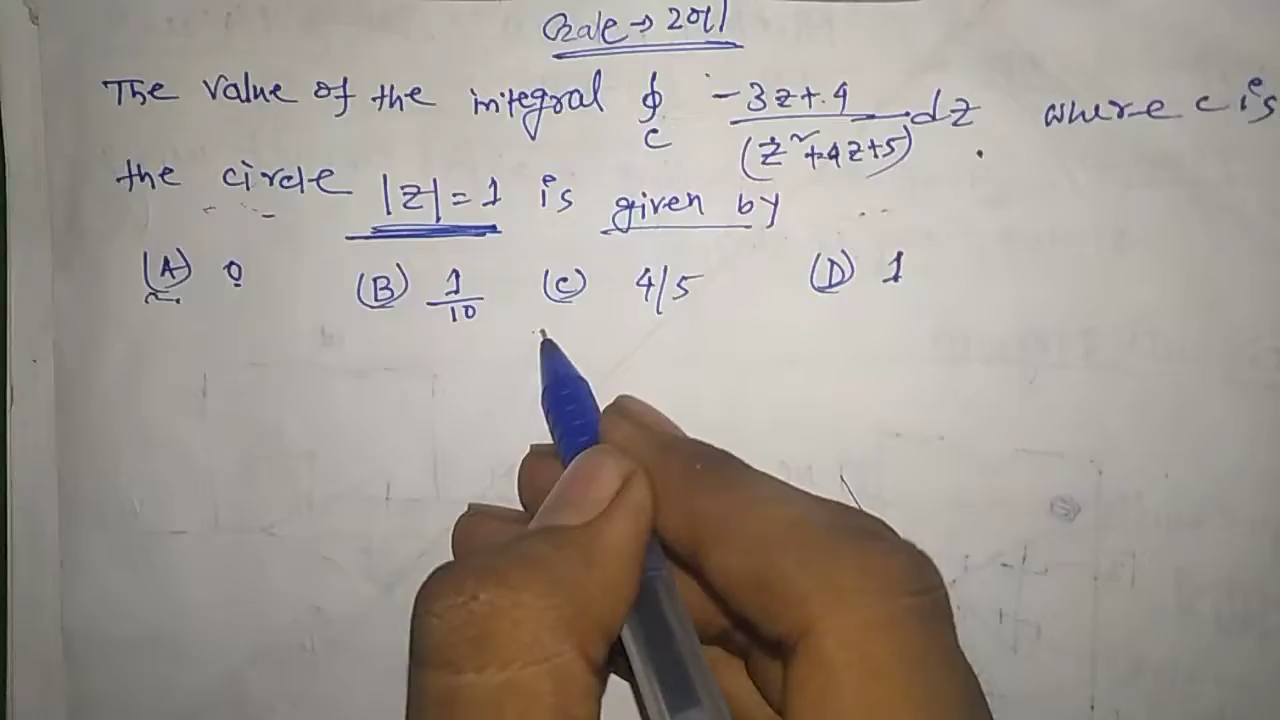 Gate → 2011
The value of the integral ∮ -3z+4 dz where c is
c (z²+4z+5) .
the circle |z|=1 is given by
(A) 0 (B) 1/10 (C) 4/5 (D) 1